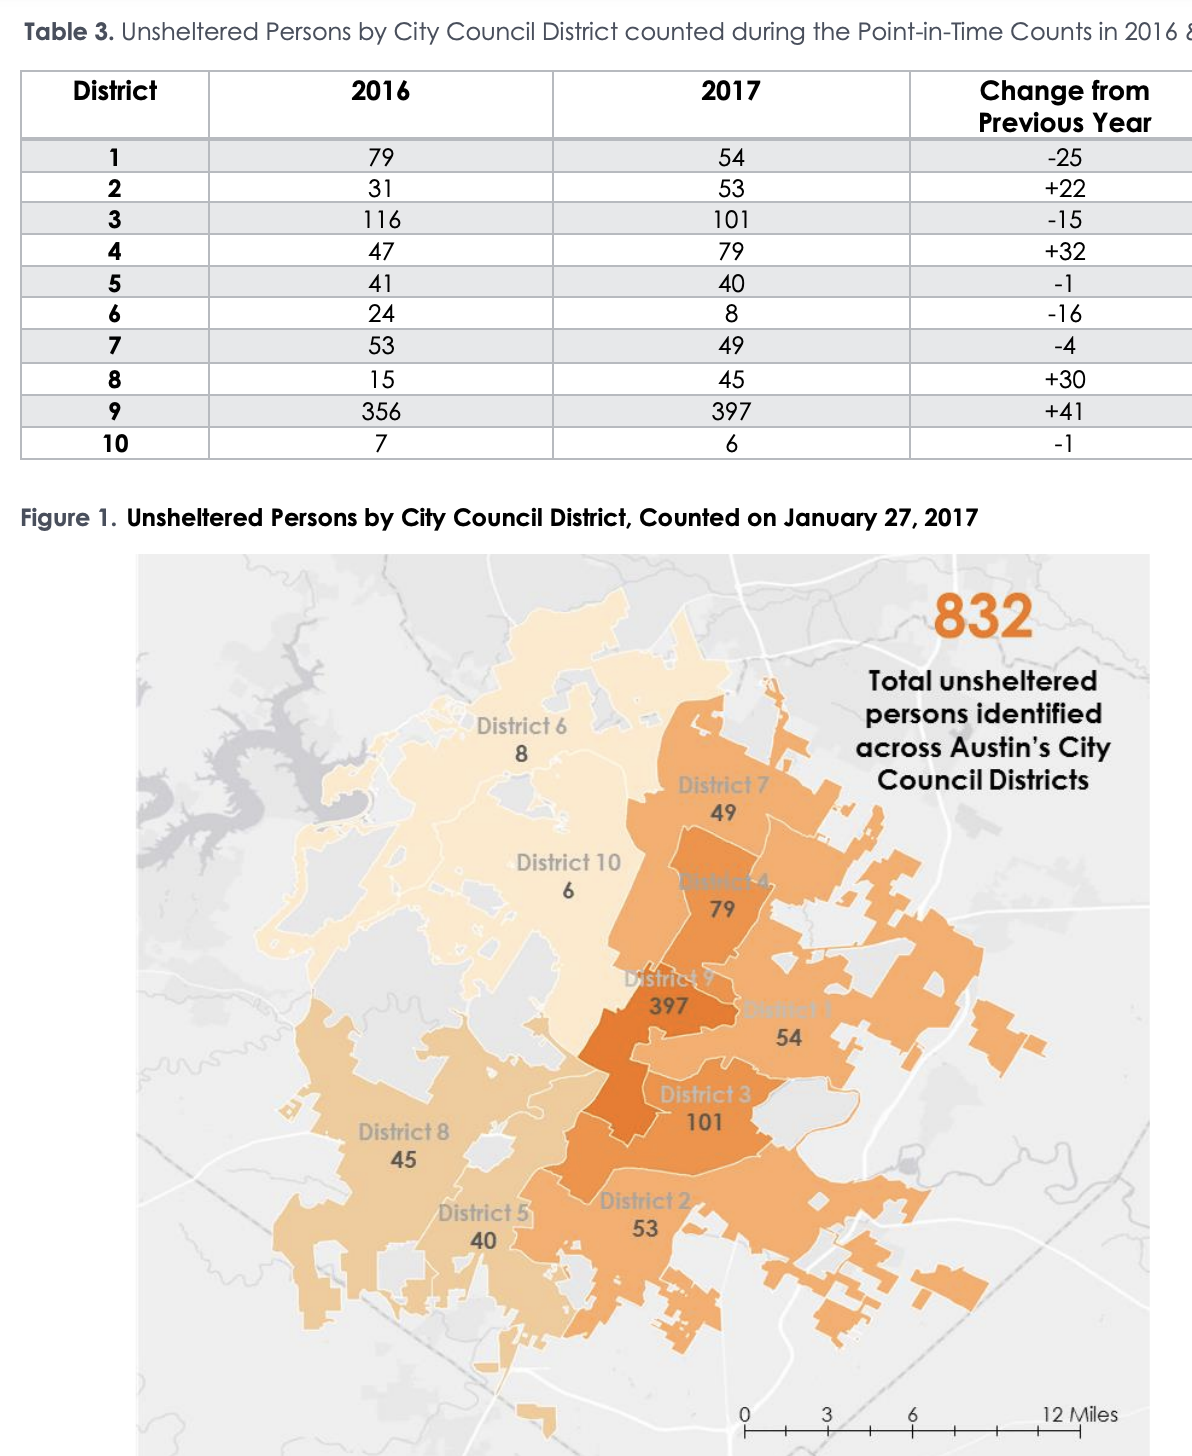 Table 3. Unsheltered Persons by City Council District counted during the Point-in-Time Counts in 2016 &
District 2016 2017 Change from Previous Year
1 79 54 -25
2 31 53 +22
3 116 101 -15
4 47 79 +32
5 41 40 -1
6 24 8 -16
7 53 49 -4
8 15 45 +30
9 356 397 +41
10 7 6 -1
Figure 1. Unsheltered Persons by City Council District, Counted on January 27, 2017
832
Total unsheltered
persons identified
across Austin's City
Council Districts
District 6
8
District 7
49
District 10
6
District 4
79
District 9
397
District 1
54
District 3
101
District 8
45
District 2
53
District 5
40
0 3 6 12 Miles